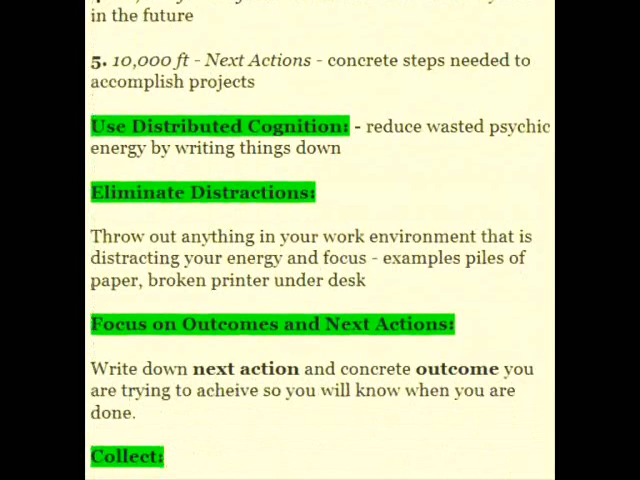 in the future
5. 10,000 ft - Next Actions - concrete steps needed to
accomplish projects
Use Distributed Cognition: - reduce wasted psychic
energy by writing things down
Eliminate Distractions:
Throw out anything in your work environment that is
distracting your energy and focus - examples piles of
paper, broken printer under desk
Focus on Outcomes and Next Actions:
Write down next action and concrete outcome you
are trying to acheive so you will know when you are
done.
Collect: